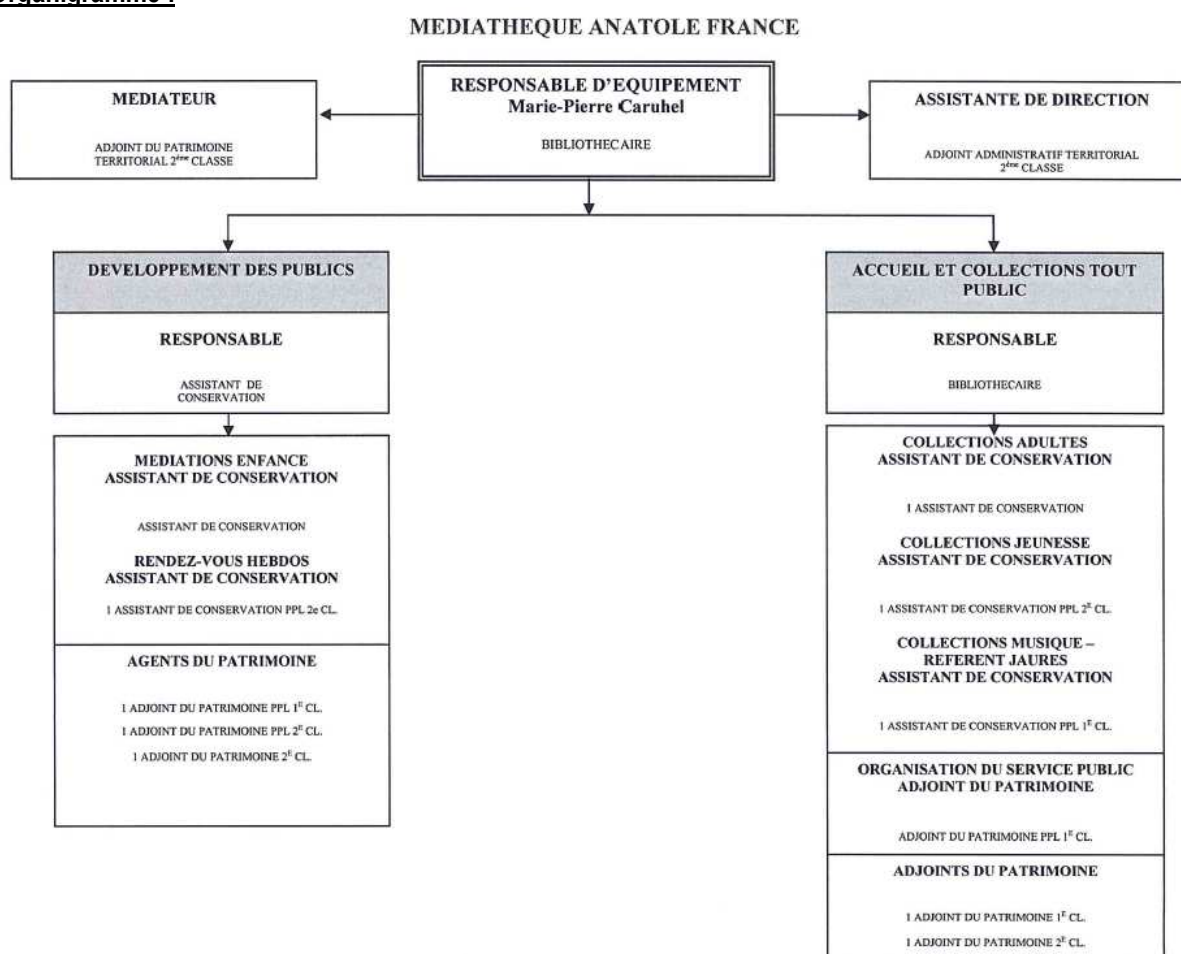 Organigramme :
MEDIATHEQUE ANATOLE FRANCE
MEDIATEUR
ADJOINT DU PATRIMOINE
TERRITORIAL 2ème CLASSE
RESPONSABLE D'EQUIPEMENT
Marie-Pierre Caruhel
BIBLIOTHECAIRE
ASSISTANTE DE DIRECTION
ADJOINT ADMINISTRATIF TERRITORIAL
2ème CLASSE
DEVELOPPEMENT DES PUBLICS
RESPONSABLE
ASSISTANT DE
CONSERVATION
MEDIATIONS ENFANCE
ASSISTANT DE CONSERVATION
ASSISTANT DE CONSERVATION
RENDEZ-VOUS HEBDOS
ASSISTANT DE CONSERVATION
1 ASSISTANT DE CONSERVATION PPL 2e CL.
AGENTS DU PATRIMOINE
1 ADJOINT DU PATRIMOINE PPL 1E CL.
1 ADJOINT DU PATRIMOINE PPL 2E CL.
1 ADJOINT DU PATRIMOINE 2E CL.
ACCUEIL ET COLLECTIONS TOUT
PUBLIC
RESPONSABLE
BIBLIOTHECAIRE
COLLECTIONS ADULTES
ASSISTANT DE CONSERVATION
1 ASSISTANT DE CONSERVATION
COLLECTIONS JEUNESSE
ASSISTANT DE CONSERVATION
1 ASSISTANT DE CONSERVATION PPL 2E CL.
COLLECTIONS MUSIQUE –
REFERENT JAURES
ASSISTANT DE CONSERVATION
1 ASSISTANT DE CONSERVATION PPL 1E CL.
ORGANISATION DU SERVICE PUBLIC
ADJOINT DU PATRIMOINE
ADJOINT DU PATRIMOINE PPL 1E CL.
ADJOINTS DU PATRIMOINE
1 ADJOINT DU PATRIMOINE 1E CL.
1 ADJOINT DU PATRIMOINE 2E CL.